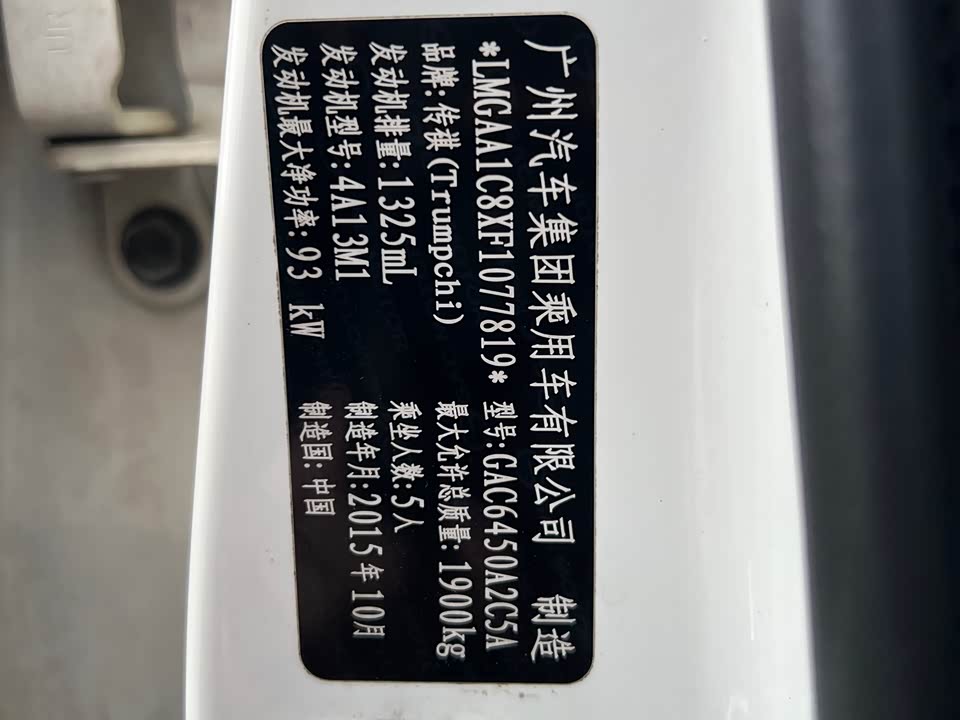 广州汽车集团乘用车有限公司 制造
*LMGAA1C8XF1077819* 型号:GAC6450A2C5A
品牌:传祺(Trumpchi) 最大允许总质量:1900kg
发动机排量:1325mL 乘坐人数:5人
发动机型号:4A13M1 制造年月:2015年10月
发动机最大净功率:93 kW 制造国:中国